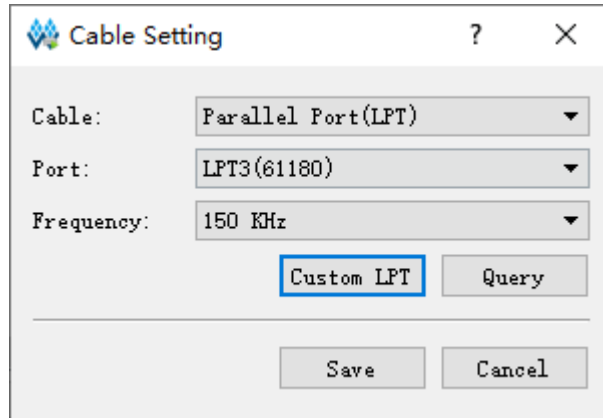 Cable Setting ? ×
Cable: Parallel Port(LPT)
Port: LPT3(61180)
Frequency: 150 KHz
Custom LPT Query
Save Cancel